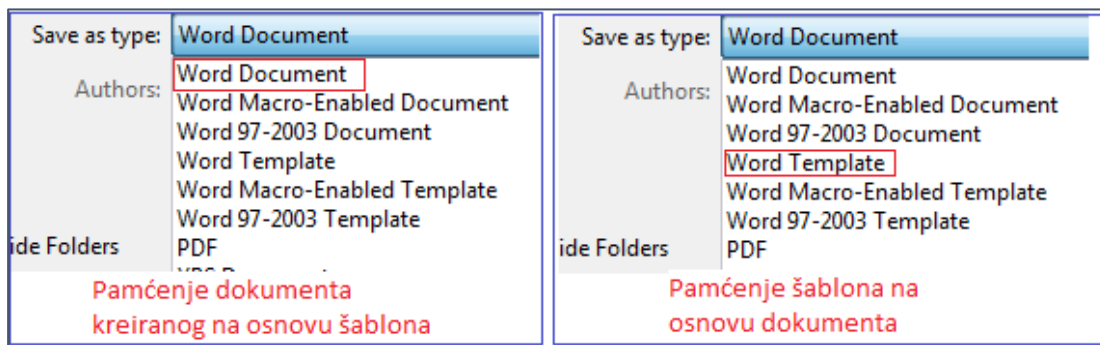 Save as type: Word Document
Authors:
Word Document
Word Macro-Enabled Document
Word 97-2003 Document
Word Template
Word Macro-Enabled Template
Word 97-2003 Template
ide Folders
PDF
Pamćenje dokumenta
kreiranog na osnovu šablona
Save as type: Word Document
Authors:
Word Document
Word Macro-Enabled Document
Word 97-2003 Document
Word Template
Word Macro-Enabled Template
Word 97-2003 Template
ide Folders
PDF
Pamćenje šablona na
osnovu dokumenta